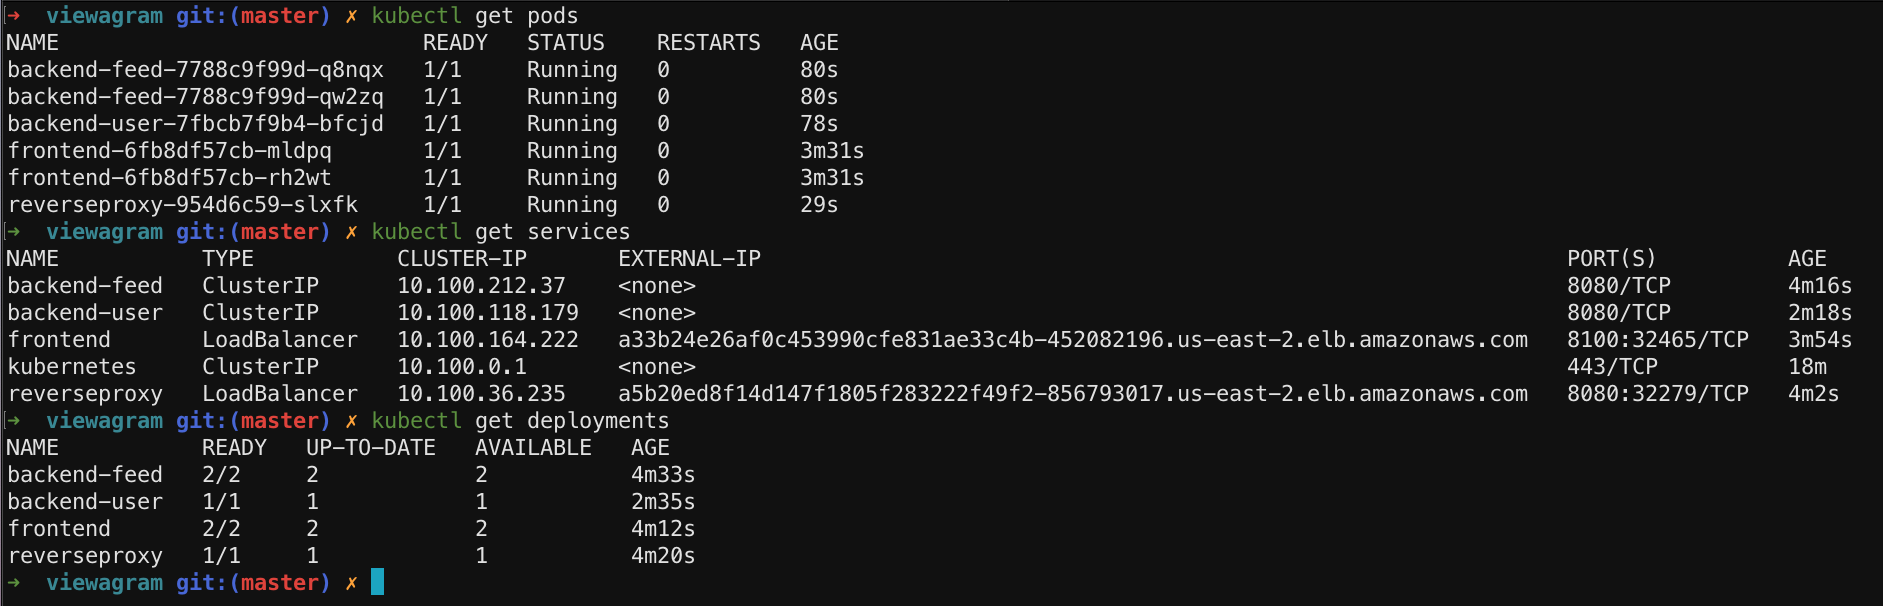 ➜ viewagram git:(master) ✗ kubectl get pods
NAME READY STATUS RESTARTS AGE
backend-feed-7788c9f99d-q8nqx 1/1 Running 0 80s
backend-feed-7788c9f99d-qw2zq 1/1 Running 0 80s
backend-user-7fbcb7f9b4-bfcjd 1/1 Running 0 78s
frontend-6fb8df57cb-mldpq 1/1 Running 0 3m31s
frontend-6fb8df57cb-rh2wt 1/1 Running 0 3m31s
reverseproxy-954d6c59-slxfk 1/1 Running 0 29s
➜ viewagram git:(master) ✗ kubectl get services
NAME TYPE CLUSTER-IP EXTERNAL-IP PORT(S) AGE
backend-feed ClusterIP 10.100.212.37 <none> 8080/TCP 4m16s
backend-user ClusterIP 10.100.118.179 <none> 8080/TCP 2m18s
frontend LoadBalancer 10.100.164.222 a33b24e26af0c453990cfe831ae33c4b-452082196.us-east-2.elb.amazonaws.com 8100:32465/TCP 3m54s
kubernetes ClusterIP 10.100.0.1 <none> 443/TCP 18m
reverseproxy LoadBalancer 10.100.36.235 a5b20ed8f14d147f1805f283222f49f2-856793017.us-east-2.elb.amazonaws.com 8080:32279/TCP 4m2s
➜ viewagram git:(master) ✗ kubectl get deployments
NAME READY UP-TO-DATE AVAILABLE AGE
backend-feed 2/2 2 2 4m33s
backend-user 1/1 1 1 2m35s
frontend 2/2 2 2 4m12s
reverseproxy 1/1 1 1 4m20s
➜ viewagram git:(master) ✗